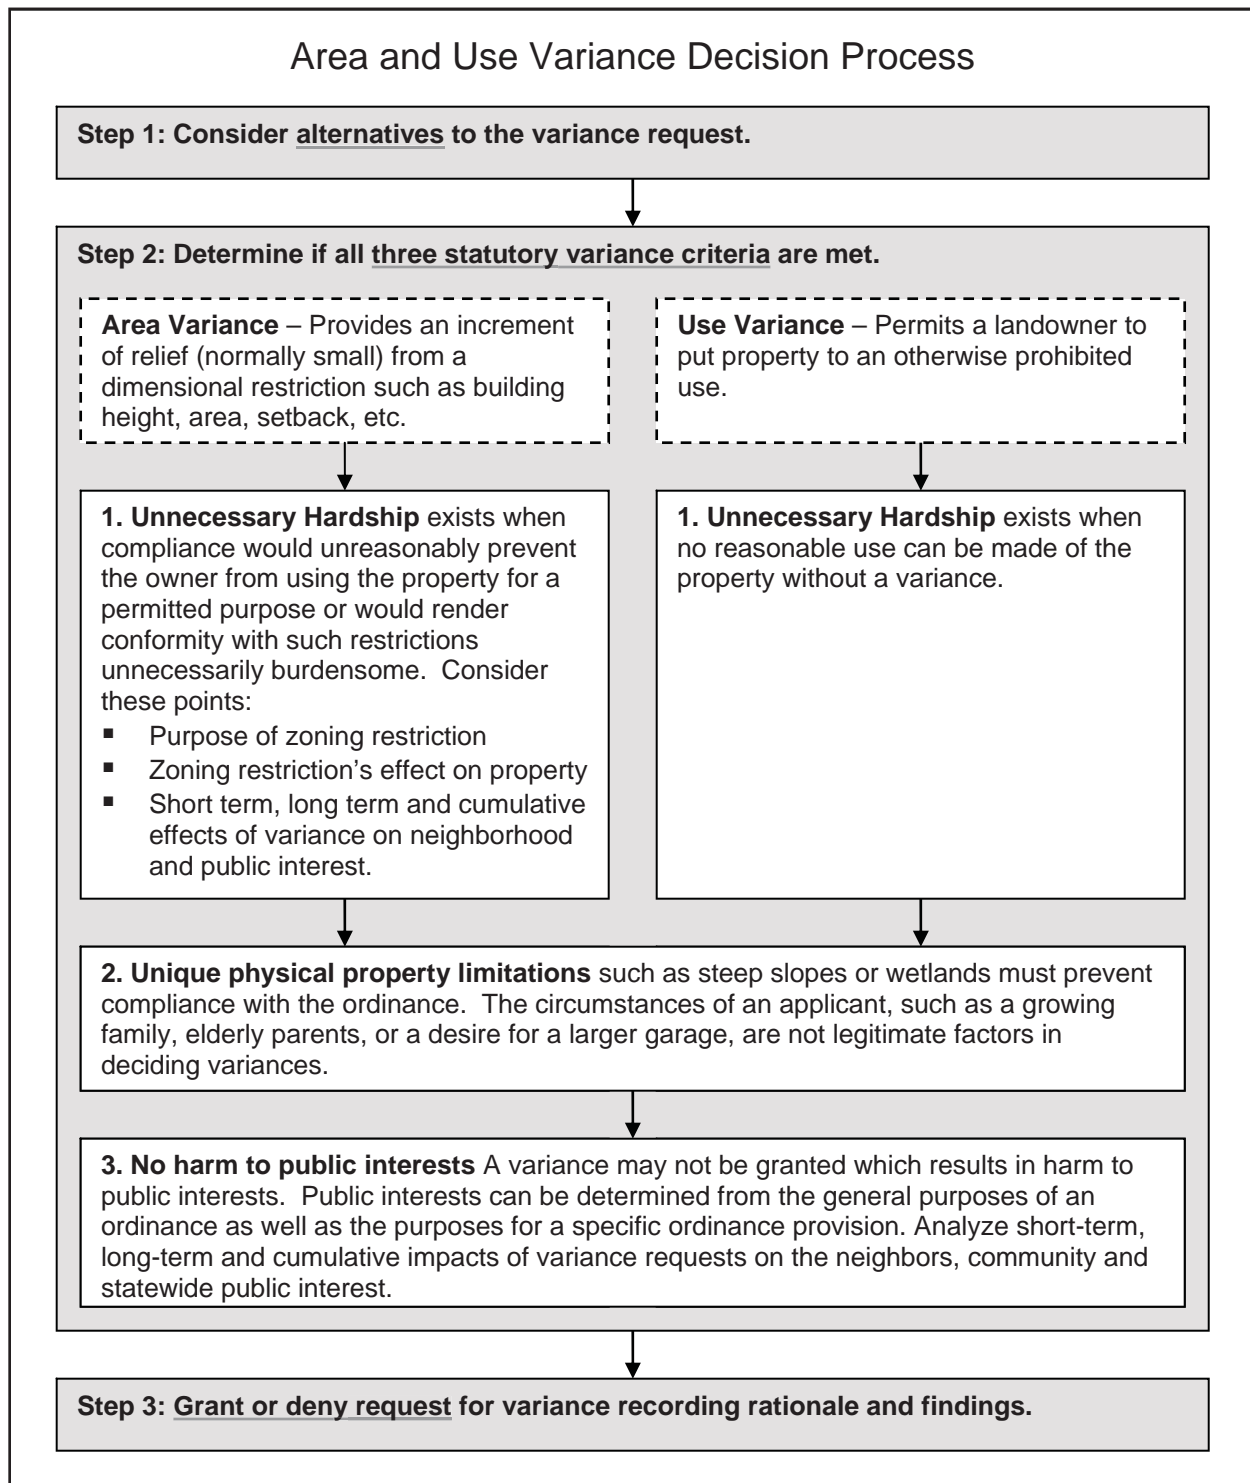 Area and Use Variance Decision Process
Step 1: Consider alternatives to the variance request.
Step 2: Determine if all three statutory variance criteria are met.
Area Variance – Provides an increment
of relief (normally small) from a
dimensional restriction such as building
height, area, setback, etc.
Use Variance – Permits a landowner to
put property to an otherwise prohibited
use.
1. Unnecessary Hardship exists when
compliance would unreasonably prevent
the owner from using the property for a
permitted purpose or would render
conformity with such restrictions
unnecessarily burdensome.  Consider
these points:
▪ Purpose of zoning restriction
▪ Zoning restriction's effect on property
▪ Short term, long term and cumulative
effects of variance on neighborhood
and public interest.
1. Unnecessary Hardship exists when
no reasonable use can be made of the
property without a variance.
2. Unique physical property limitations such as steep slopes or wetlands must prevent
compliance with the ordinance.  The circumstances of an applicant, such as a growing
family, elderly parents, or a desire for a larger garage, are not legitimate factors in
deciding variances.
3. No harm to public interests A variance may not be granted which results in harm to
public interests.  Public interests can be determined from the general purposes of an
ordinance as well as the purposes for a specific ordinance provision. Analyze short-term,
long-term and cumulative impacts of variance requests on the neighbors, community and
statewide public interest.
Step 3: Grant or deny request for variance recording rationale and findings.